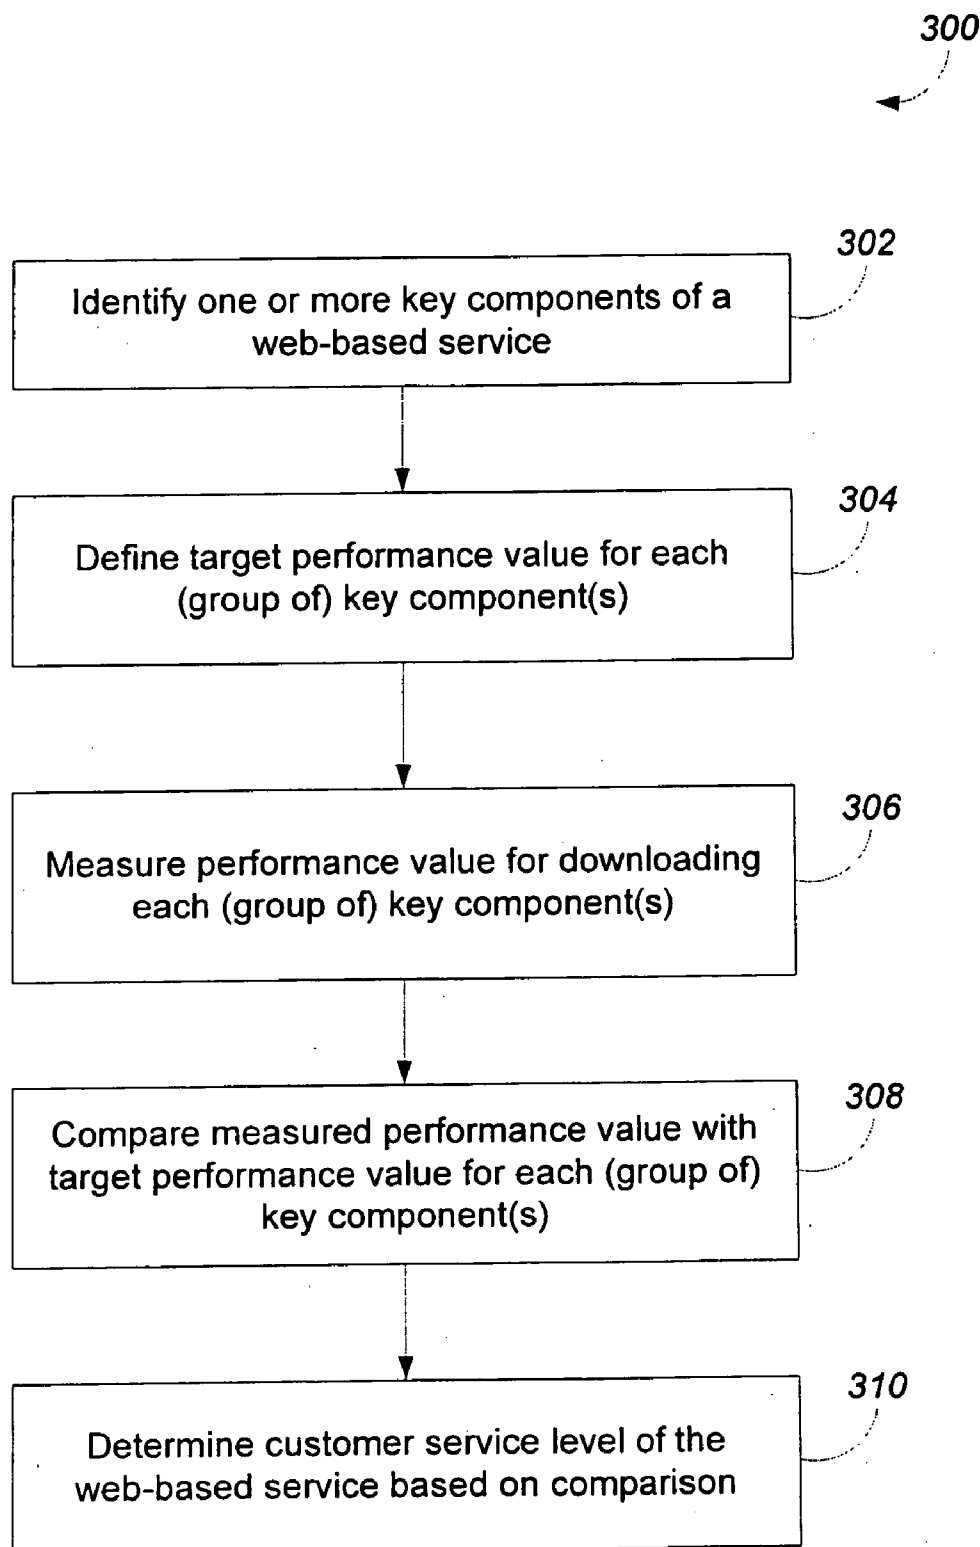 300
302
Identify one or more key components of a
web-based service
304
Define target performance value for each
(group of) key component(s)
306
Measure performance value for downloading
each (group of) key component(s)
308
Compare measured performance value with
target performance value for each (group of)
key component(s)
310
Determine customer service level of the
web-based service based on comparison